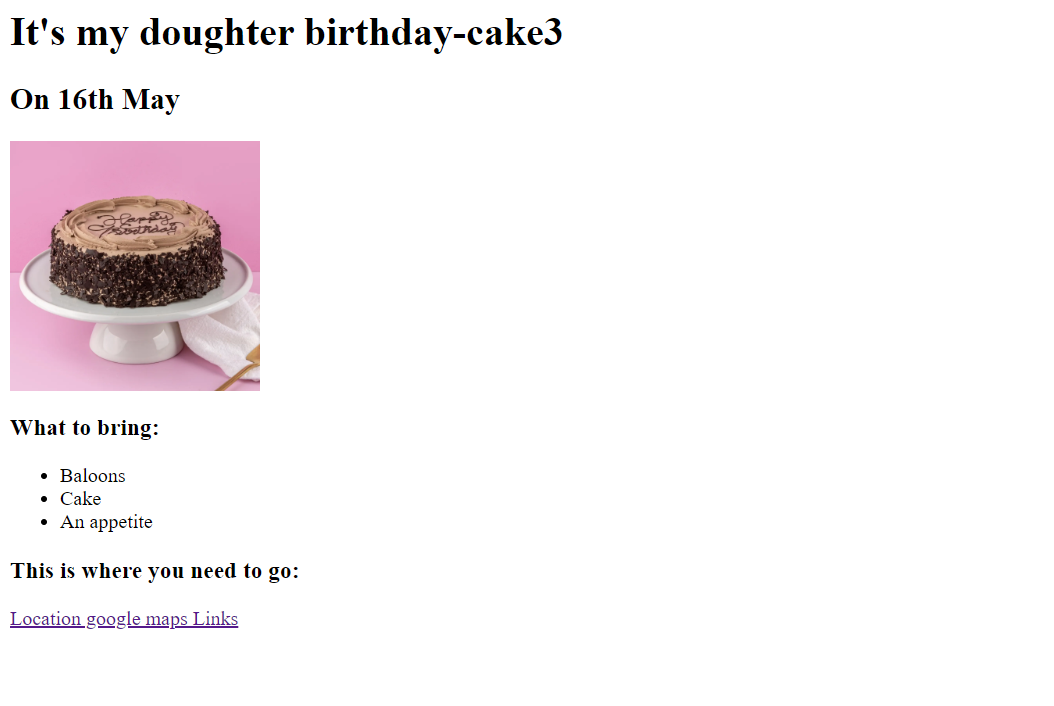 It's my doughter birthday-cake3
On 16th May
Happy
Birthday
What to bring:
Baloons
Cake
An appetite
This is where you need to go:
Location google maps Links